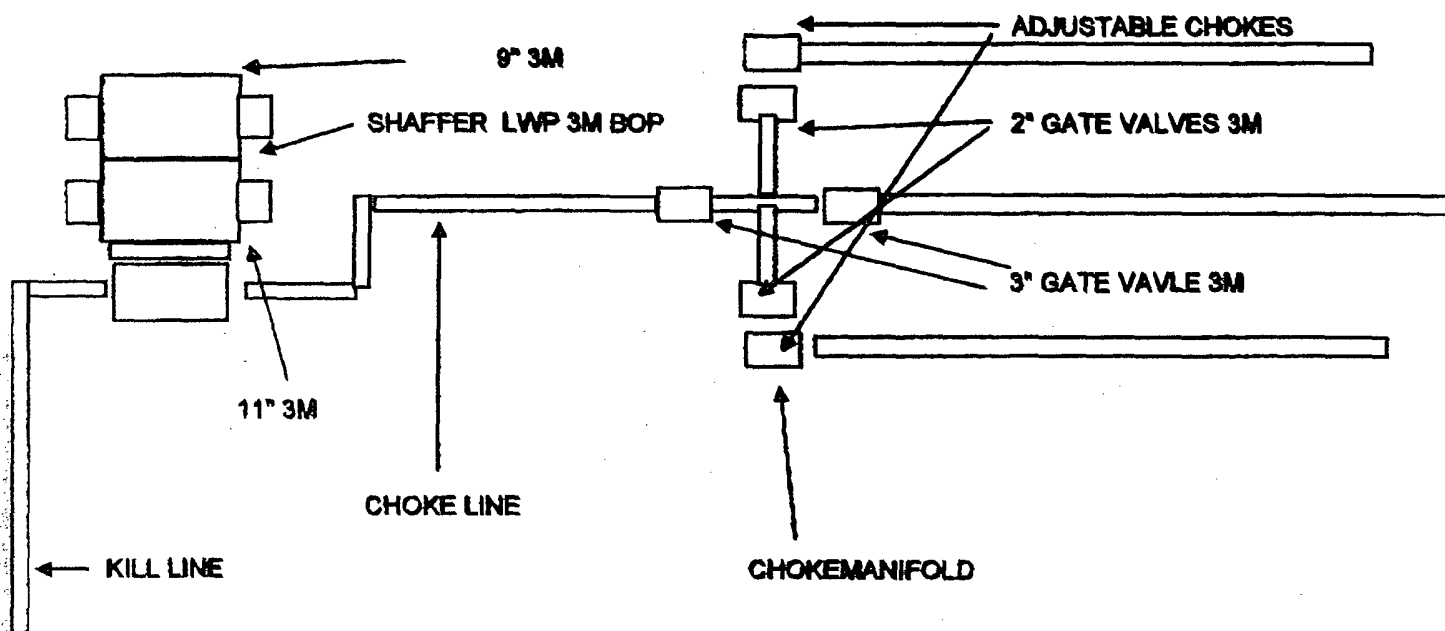 ADJUSTABLE CHOKES
9" 3M
SHAFFER LWP 3M BOP
2" GATE VALVES 3M
3" GATE VAVLE 3M
11" 3M
CHOKE LINE
KILL LINE
CHOKEMANIFOLD